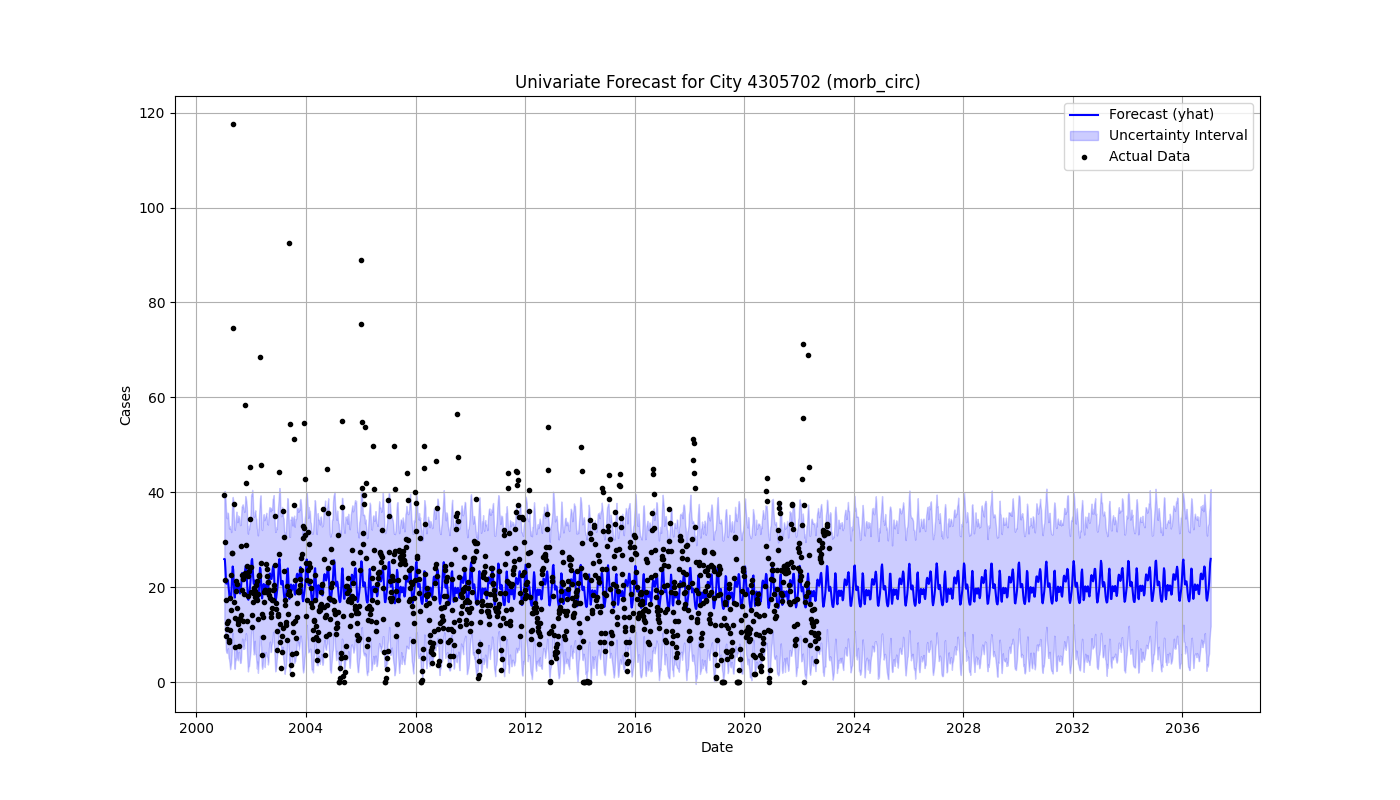 Univariate Forecast for City 4305702 (morb_circ)
Forecast (yhat)
Uncertainty Interval
Actual Data
120
100
80
60
40
20
0
Cases
2000 2004 2008 2012 2016 2020 2024 2028 2032 2036
Date